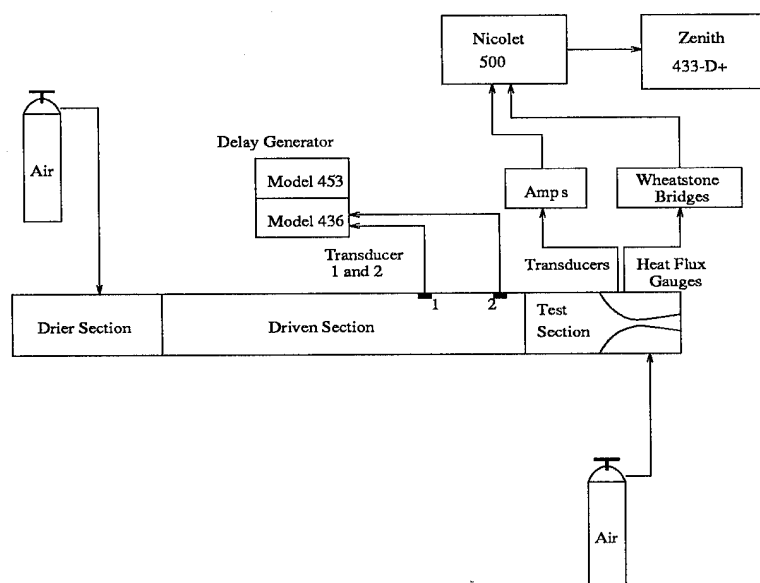 Nicolet
500
Zenith
433-D+
Air
Delay Generator
Model 453
Model 436
Amps
Wheatstone
Bridges
Transducer
1 and 2
Transducers
Heat Flux
Gauges
1
2
Drier Section
Driven Section
Test
Section
Air